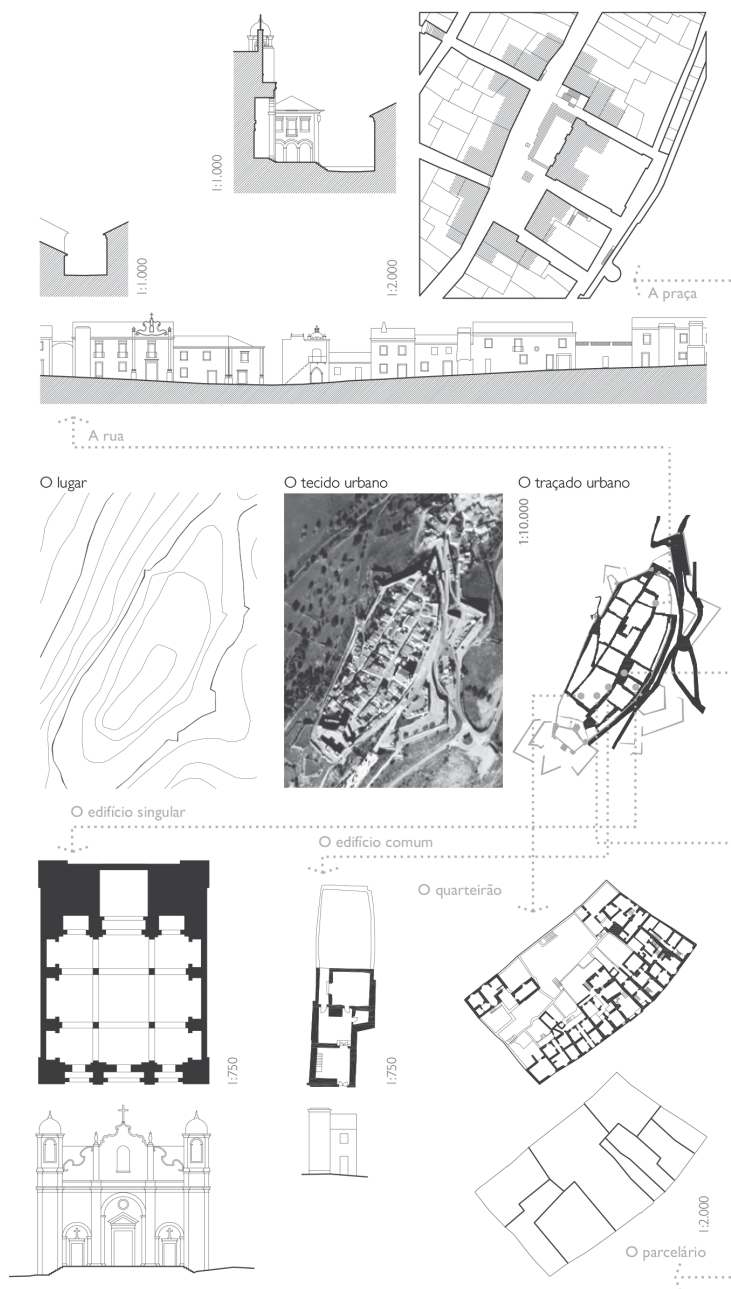 1:1.000
1:1.000
1:2.000
A praça
A rua
O lugar
O tecido urbano
O traçado urbano
1:10.000
O edifício singular
O edifício comum
O quarteirão
1:750
1:750
1:2.000
O parcelário